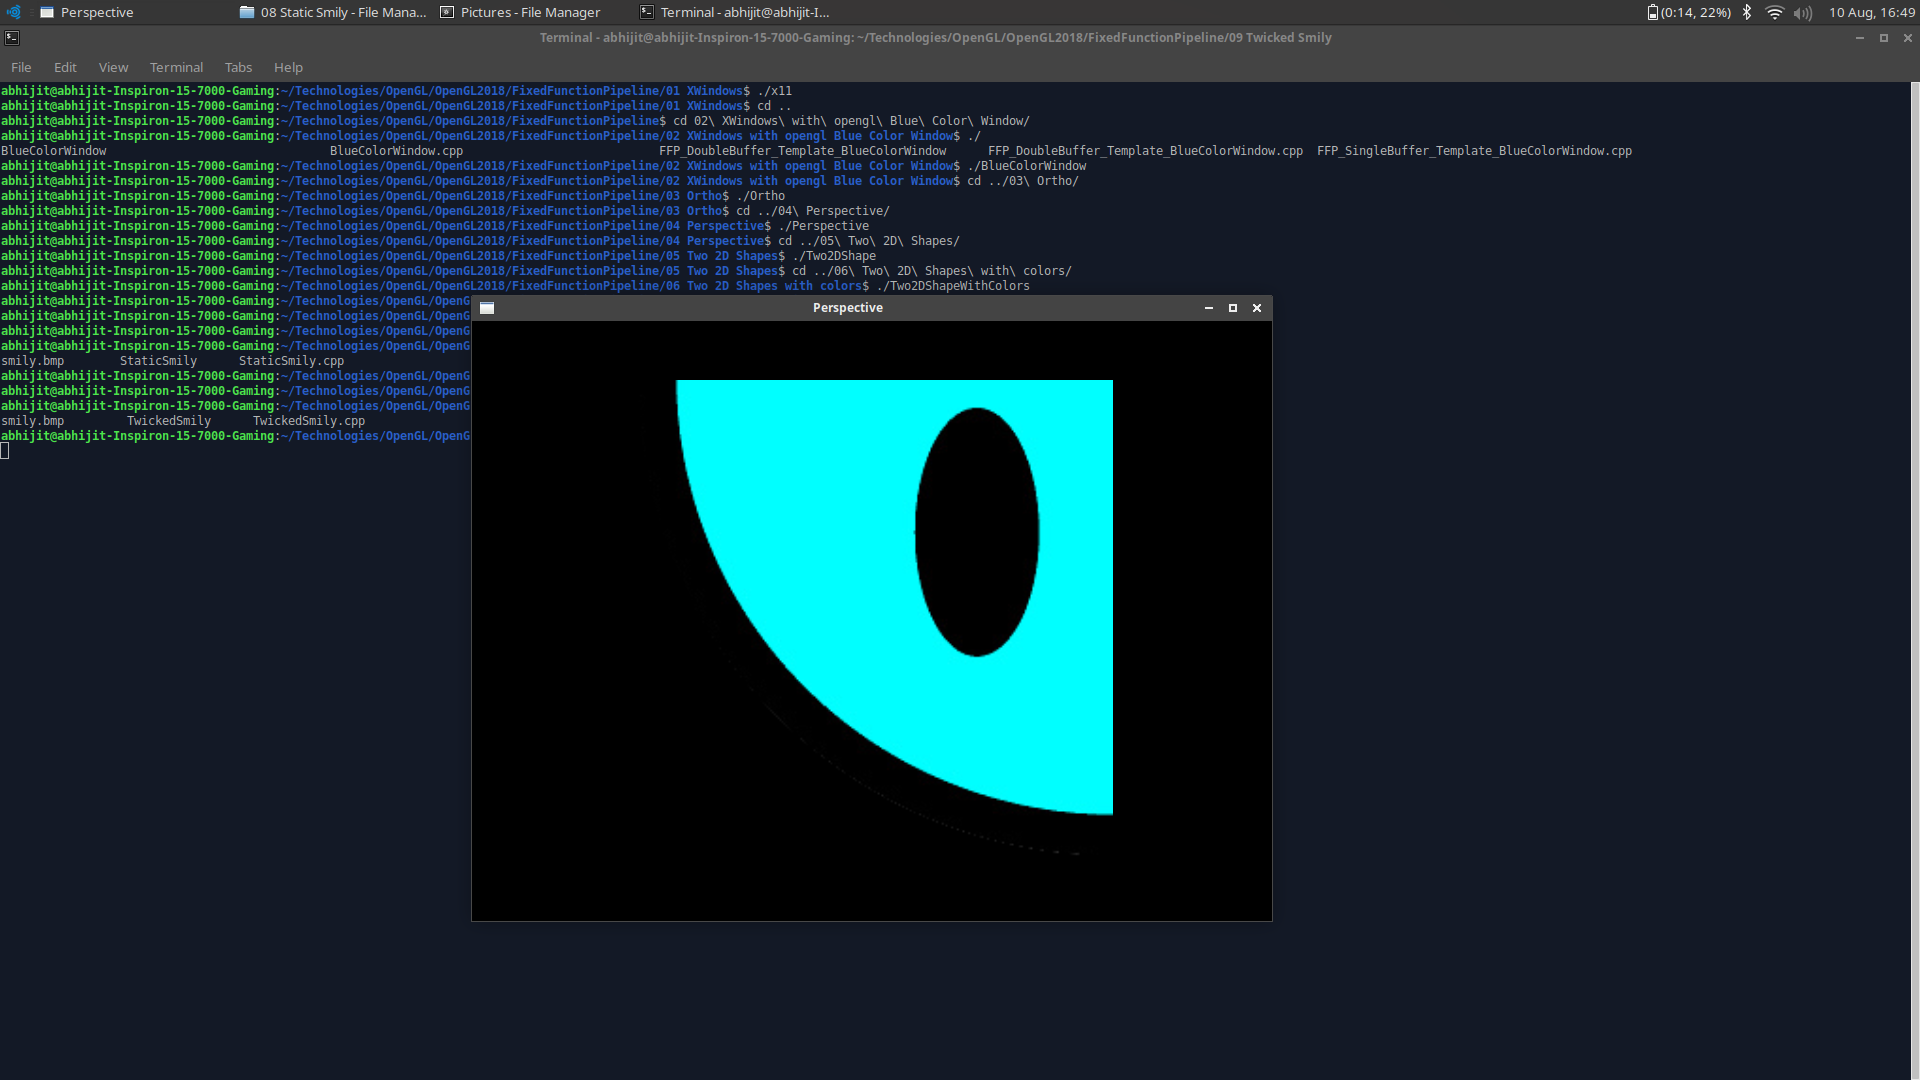 Perspective 08 Static Smily - File Mana... Pictures - File Manager Terminal - abhijit@abhijit-I... (0:14, 22%) 10 Aug, 16:49
Terminal - abhijit@abhijit-Inspiron-15-7000-Gaming: ~/Technologies/OpenGL/OpenGL2018/FixedFunctionPipeline/09 Twicked Smily
File Edit View Terminal Tabs Help
abhijit@abhijit-Inspiron-15-7000-Gaming:~/Technologies/OpenGL/OpenGL2018/FixedFunctionPipeline/01 XWindows$ ./x11
abhijit@abhijit-Inspiron-15-7000-Gaming:~/Technologies/OpenGL/OpenGL2018/FixedFunctionPipeline/01 XWindows$ cd ..
abhijit@abhijit-Inspiron-15-7000-Gaming:~/Technologies/OpenGL/OpenGL2018/FixedFunctionPipeline$ cd 02\ XWindows\ with\ opengl\ Blue\ Color\ Window/
abhijit@abhijit-Inspiron-15-7000-Gaming:~/Technologies/OpenGL/OpenGL2018/FixedFunctionPipeline/02 XWindows with opengl Blue Color Window$ ./
BlueColorWindow BlueColorWindow.cpp FFP_DoubleBuffer_Template_BlueColorWindow FFP_DoubleBuffer_Template_BlueColorWindow.cpp FFP_SingleBuffer_Template_BlueColorWindow.cpp
abhijit@abhijit-Inspiron-15-7000-Gaming:~/Technologies/OpenGL/OpenGL2018/FixedFunctionPipeline/02 XWindows with opengl Blue Color Window$ ./BlueColorWindow
abhijit@abhijit-Inspiron-15-7000-Gaming:~/Technologies/OpenGL/OpenGL2018/FixedFunctionPipeline/02 XWindows with opengl Blue Color Window$ cd ../03\ Ortho/
abhijit@abhijit-Inspiron-15-7000-Gaming:~/Technologies/OpenGL/OpenGL2018/FixedFunctionPipeline/03 Ortho$ ./Ortho
abhijit@abhijit-Inspiron-15-7000-Gaming:~/Technologies/OpenGL/OpenGL2018/FixedFunctionPipeline/03 Ortho$ cd ../04\ Perspective/
abhijit@abhijit-Inspiron-15-7000-Gaming:~/Technologies/OpenGL/OpenGL2018/FixedFunctionPipeline/04 Perspective$ ./Perspective
abhijit@abhijit-Inspiron-15-7000-Gaming:~/Technologies/OpenGL/OpenGL2018/FixedFunctionPipeline/04 Perspective$ cd ../05\ Two\ 2D\ Shapes/
abhijit@abhijit-Inspiron-15-7000-Gaming:~/Technologies/OpenGL/OpenGL2018/FixedFunctionPipeline/05 Two 2D Shapes$ ./Two2DShape
abhijit@abhijit-Inspiron-15-7000-Gaming:~/Technologies/OpenGL/OpenGL2018/FixedFunctionPipeline/05 Two 2D Shapes$ cd ../06\ Two\ 2D\ Shapes\ with\ colors/
abhijit@abhijit-Inspiron-15-7000-Gaming:~/Technologies/OpenGL/OpenGL2018/FixedFunctionPipeline/06 Two 2D Shapes with colors$ ./Two2DShapeWithColors
abhijit@abhijit-Inspiron-15-7000-Gaming:~/Technologies/OpenGL/OpenG
Perspective
abhijit@abhijit-Inspiron-15-7000-Gaming:~/Technologies/OpenGL/OpenG
abhijit@abhijit-Inspiron-15-7000-Gaming:~/Technologies/OpenGL/OpenG
abhijit@abhijit-Inspiron-15-7000-Gaming:~/Technologies/OpenGL/OpenG
smily.bmp StaticSmily StaticSmily.cpp
abhijit@abhijit-Inspiron-15-7000-Gaming:~/Technologies/OpenGL/OpenG
abhijit@abhijit-Inspiron-15-7000-Gaming:~/Technologies/OpenGL/OpenG
abhijit@abhijit-Inspiron-15-7000-Gaming:~/Technologies/OpenGL/OpenG
smily.bmp TwickedSmily TwickedSmily.cpp
abhijit@abhijit-Inspiron-15-7000-Gaming:~/Technologies/OpenGL/OpenG